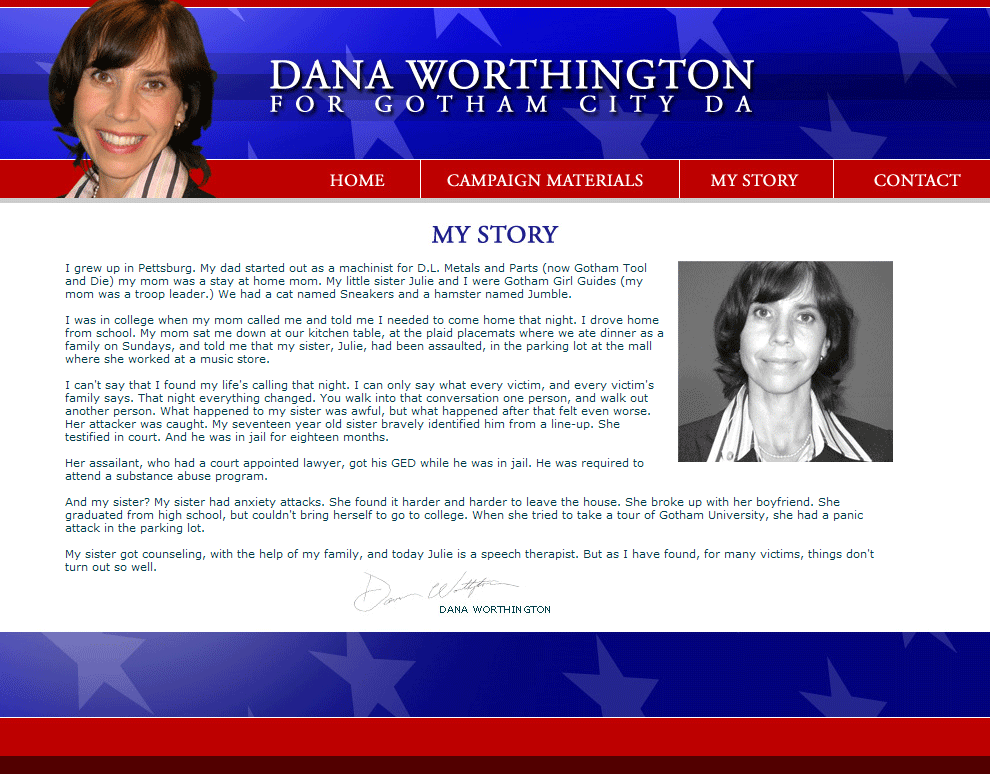 DANA WORTHINGTON
FOR GOTHAM CITY DA
HOME CAMPAIGN MATERIALS MY STORY CONTACT
MY STORY
I grew up in Pettsburg. My dad started out as a machinist for D.L. Metals and Parts (now Gotham Tool
and Die) my mom was a stay at home mom. My little sister Julie and I were Gotham Girl Guides (my
mom was a troop leader.) We had a cat named Sneakers and a hamster named Jumble.
I was in college when my mom called me and told me I needed to come home that night. I drove home
from school. My mom sat me down at our kitchen table, at the plaid placemats where we ate dinner as a
family on Sundays, and told me that my sister, Julie, had been assaulted, in the parking lot at the mall
where she worked at a music store.
I can't say that I found my life's calling that night. I can only say what every victim, and every victim's
family says. That night everything changed. You walk into that conversation one person, and walk out
another person. What happened to my sister was awful, but what happened after that felt even worse.
Her attacker was caught. My seventeen year old sister bravely identified him from a line-up. She
testified in court. And he was in jail for eighteen months.
Her assailant, who had a court appointed lawyer, got his GED while he was in jail. He was required to
attend a substance abuse program.
And my sister? My sister had anxiety attacks. She found it harder and harder to leave the house. She broke up with her boyfriend. She
graduated from high school, but couldn't bring herself to go to college. When she tried to take a tour of Gotham University, she had a panic
attack in the parking lot.
My sister got counseling, with the help of my family, and today Julie is a speech therapist. But as I have found, for many victims, things don't
turn out so well.
Dana Worthington
DANA WORTHINGTON